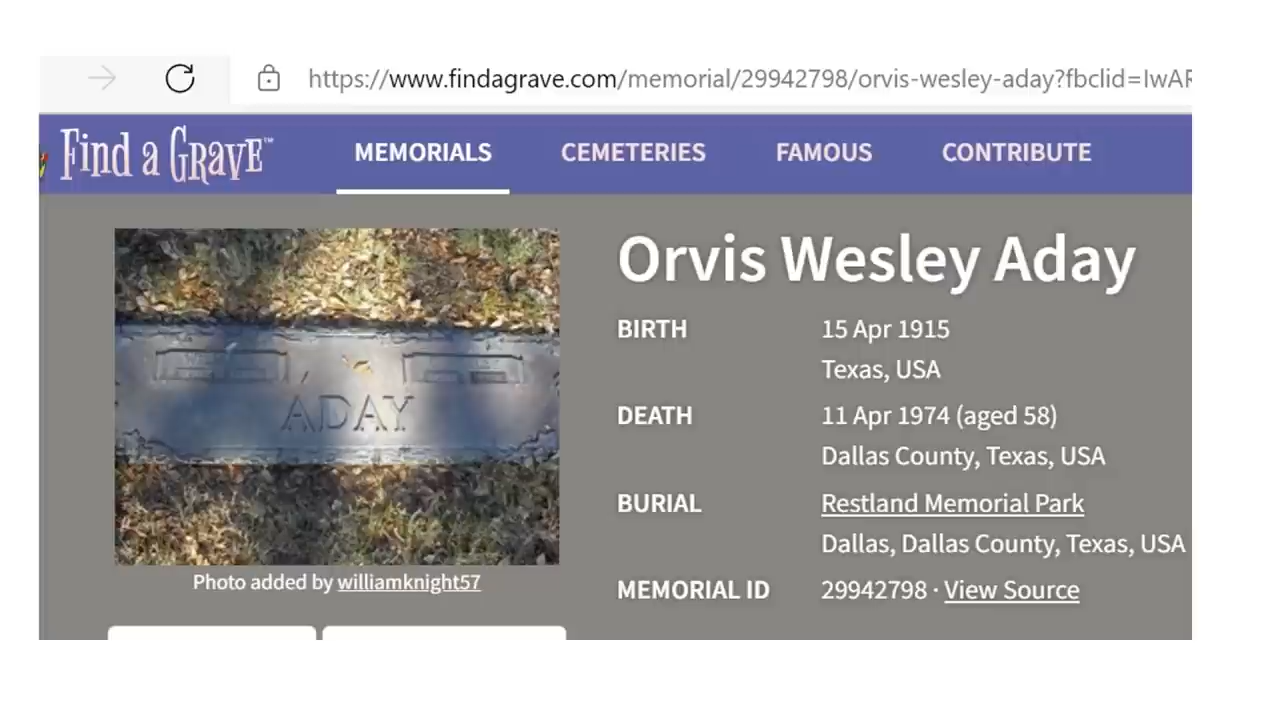 https://www.findagrave.com/memorial/29942798/orvis-wesley-aday?fbclid=IwAR
Find a Grave™ MEMORIALS CEMETERIES FAMOUS CONTRIBUTE
Orvis Wesley Aday
BIRTH 15 Apr 1915
Texas, USA
DEATH 11 Apr 1974 (aged 58)
Dallas County, Texas, USA
BURIAL Restland Memorial Park
Dallas, Dallas County, Texas, USA
MEMORIAL ID 29942798 · View Source
ADAY
Photo added by williamknight57